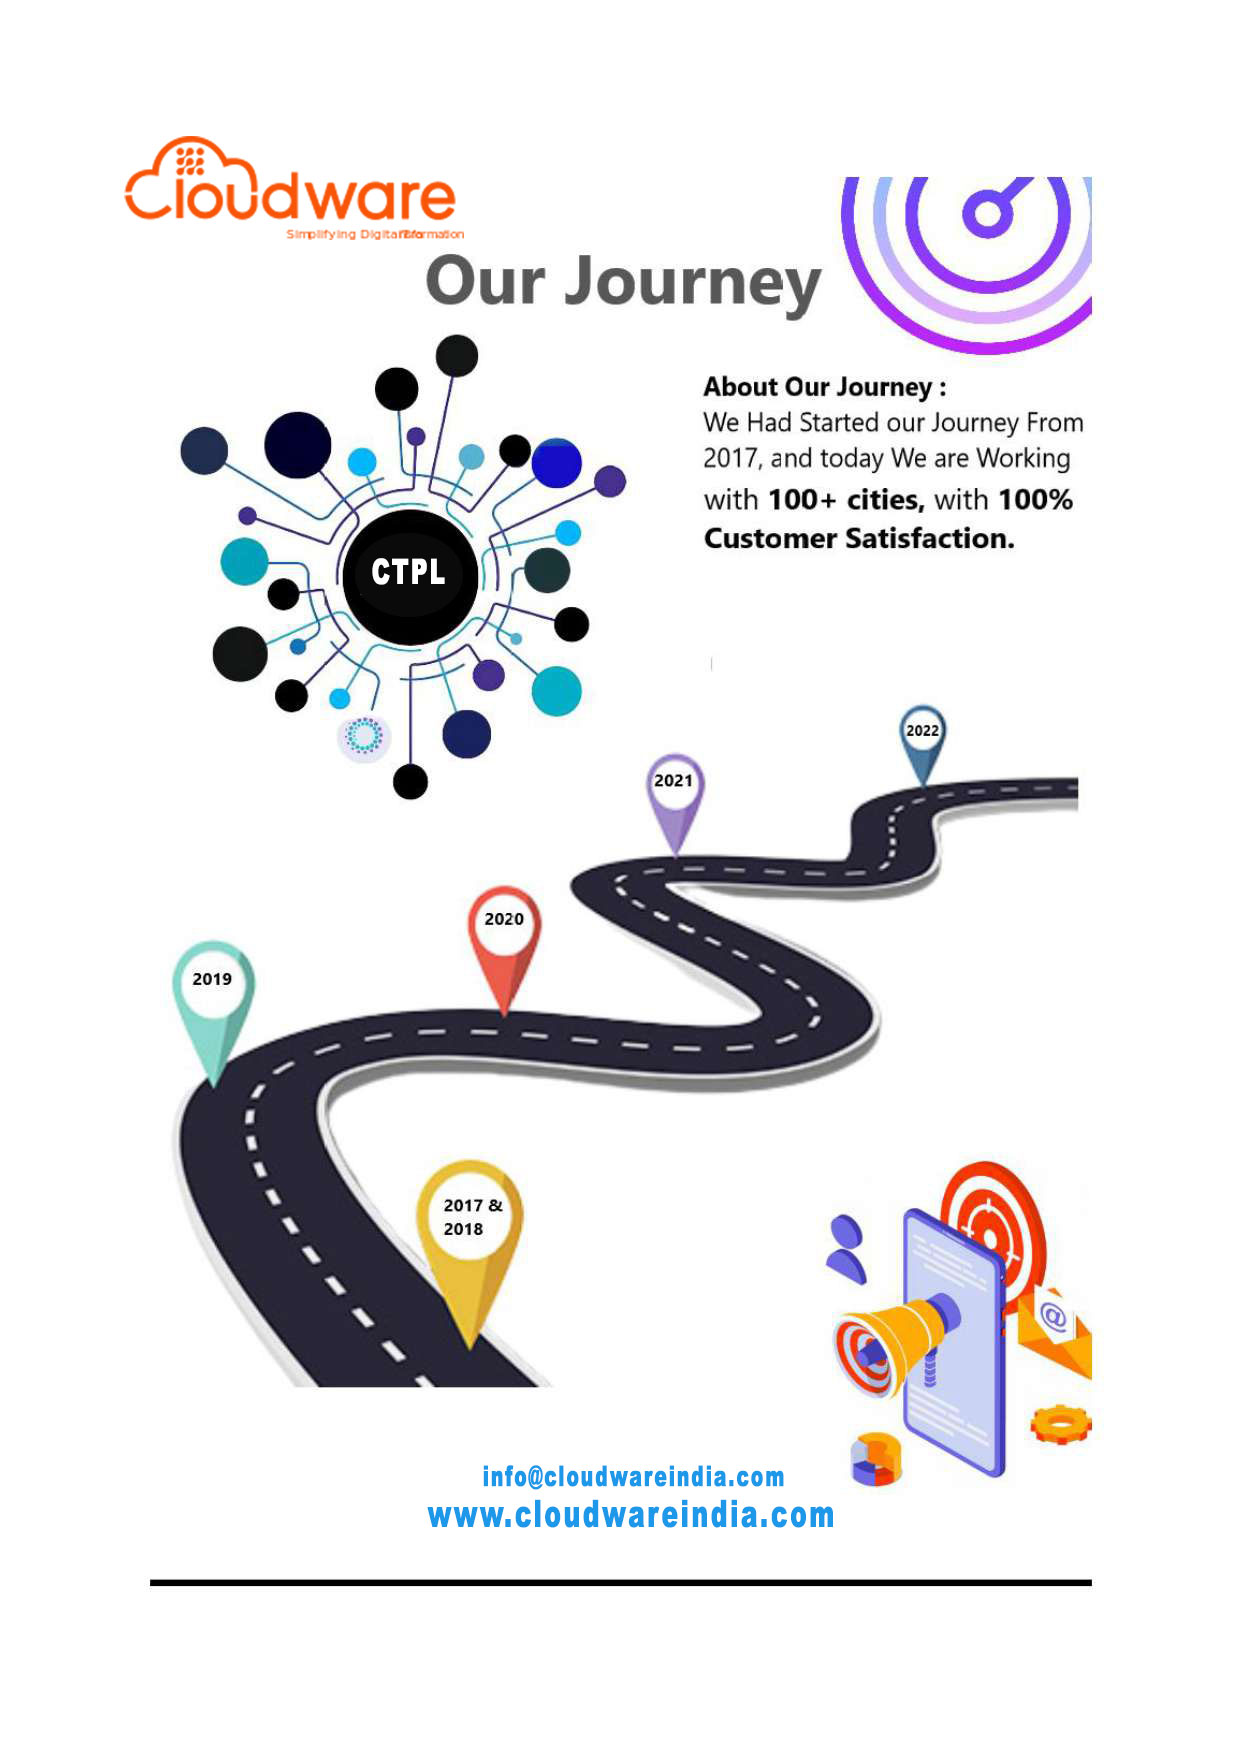 Cloudware
Simplifying Digital
Our Journey
About Our Journey :
We Had Started our Journey From
2017, and today We are Working
with 100+ cities, with 100%
Customer Satisfaction.
CTPL
2022
2021
2020
2019
2017 &
2018
@
info@cloudwareindia.com
www.cloudwareindia.com